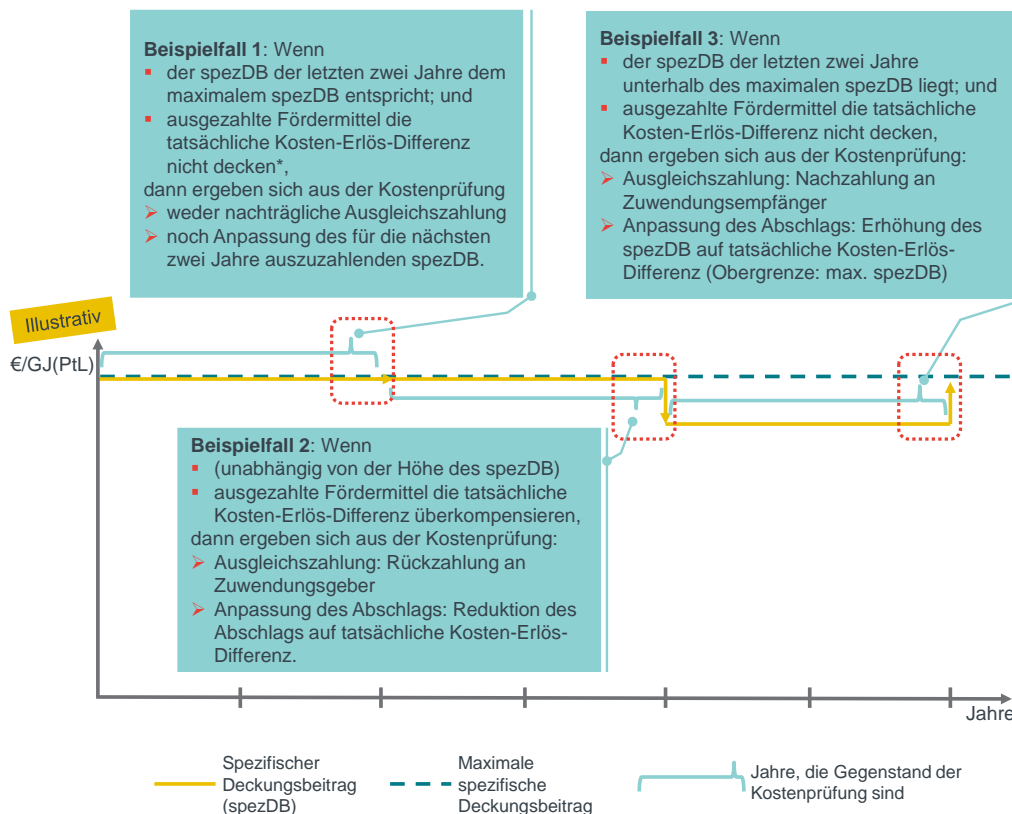 Beispielfall 1: Wenn
▪ der spezDB der letzten zwei Jahre dem
maximalem spezDB entspricht; und
▪ ausgezahlte Fördermittel die
tatsächliche Kosten-Erlös-Differenz
nicht decken*,
dann ergeben sich aus der Kostenprüfung
➢ weder nachträgliche Ausgleichszahlung
➢ noch Anpassung des für die nächsten
zwei Jahre auszuzahlenden spezDB.
Beispielfall 3: Wenn
▪ der spezDB der letzten zwei Jahre
unterhalb des maximalen spezDB liegt; und
▪ ausgezahlte Fördermittel die tatsächliche
Kosten-Erlös-Differenz nicht decken,
dann ergeben sich aus der Kostenprüfung:
➢ Ausgleichszahlung: Nachzahlung an
Zuwendungsempfänger
➢ Anpassung des Abschlags: Erhöhung des
spezDB auf tatsächliche Kosten-Erlös-
Differenz (Obergrenze: max. spezDB)
Illustrativ
€/GJ(PtL)
Beispielfall 2: Wenn
▪ (unabhängig von der Höhe des spezDB)
▪ ausgezahlte Fördermittel die tatsächliche
Kosten-Erlös-Differenz überkompensieren,
dann ergeben sich aus der Kostenprüfung:
➢ Ausgleichszahlung: Rückzahlung an
Zuwendungsgeber
➢ Anpassung des Abschlags: Reduktion des
Abschlags auf tatsächliche Kosten-Erlös-
Differenz.
Jahre
Spezifischer
Deckungsbeitrag
(spezDB)
Maximale
spezifische
Deckungsbeitrag
Jahre, die Gegenstand der
Kostenprüfung sind